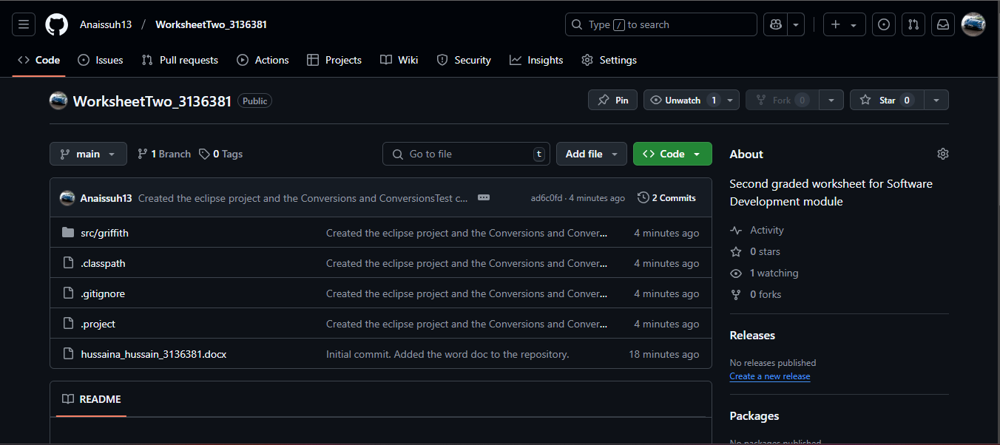 Anaissuh13 / WorksheetTwo_3136381
Type / to search
Code
Issues
Pull requests
Actions
Projects
Wiki
Security
Insights
Settings
WorksheetTwo_3136381
Public
Pin
Unwatch 1
Fork 0
Star 0
main
1 Branch
0 Tags
Go to file
t
Add file
Code
Anaissuh13 Created the eclipse project and the Conversions and ConversionsTest c...
ad6c0fd · 4 minutes ago
2 Commits
src/griffith
Created the eclipse project and the Conversions and Conver...
4 minutes ago
.classpath
Created the eclipse project and the Conversions and Conver...
4 minutes ago
.gitignore
Created the eclipse project and the Conversions and Conver...
4 minutes ago
.project
Created the eclipse project and the Conversions and Conver...
4 minutes ago
hussaina_hussain_3136381.docx
Initial commit. Added the word doc to the repository.
18 minutes ago
README
About
Second graded worksheet for Software
Development module
Activity
0 stars
1 watching
0 forks
Releases
No releases published
Create a new release
Packages
No packages published